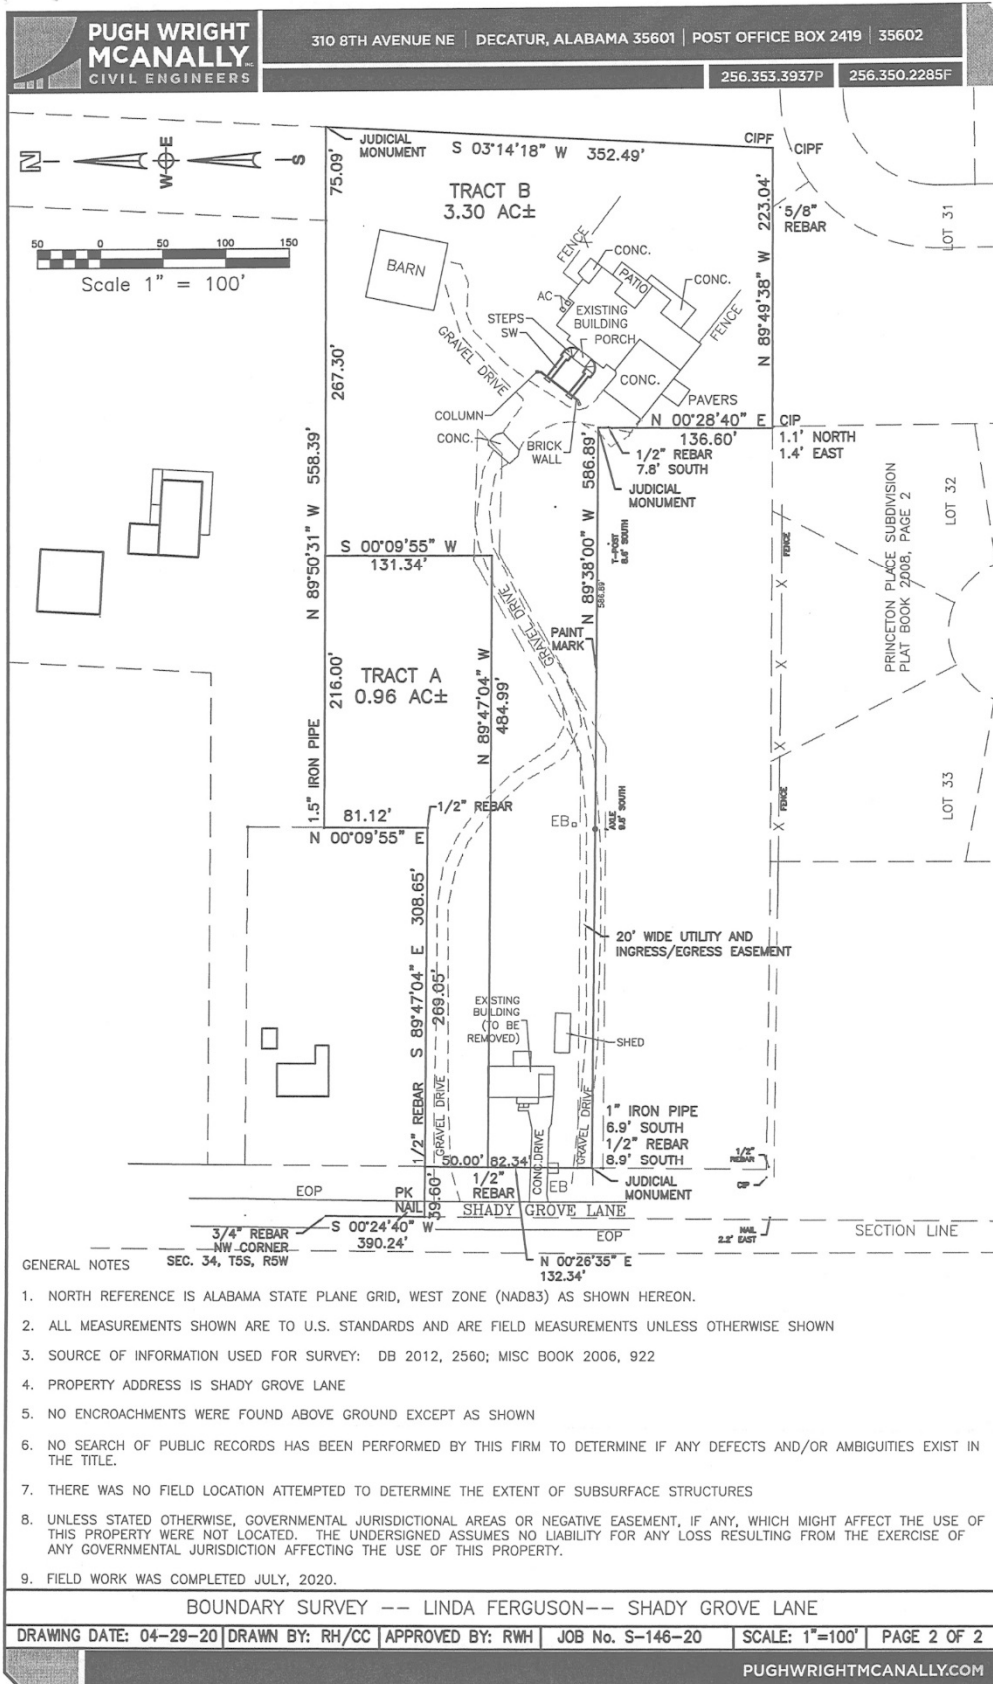 PUGH WRIGHT
MCANALLY INC.
CIVIL ENGINEERS
310 8TH AVENUE NE | DECATUR, ALABAMA 35601 | POST OFFICE BOX 2419 | 35602
256.353.3937P
256.350.2285F
N
E
W
S
JUDICIAL
MONUMENT
S 03°14'18" W 352.49'
CIPF
CIPF
75.09'
TRACT B
3.30 AC±
223.04'
5/8"
REBAR
LOT 31
50 0 50 100 150
Scale 1" = 100'
BARN
FENCE
X
CONC.
PATIO
CONC.
AC
EXISTING
BUILDING
STEPS
SW
PORCH
FENCE
N 89°49'38" W
GRAVEL DRIVE
267.30'
CONC.
COLUMN
PAVERS
CONC.
BRICK
WALL
N 00°28'40" E
136.60'
CIP
1.1' NORTH
1.4' EAST
1/2" REBAR
7.8' SOUTH
JUDICIAL
MONUMENT
586.89'
N 89°50'31" W 558.39'
S 00°09'55" W
131.34'
N 89°38'00" W
T-POST
8.6' SOUTH
586.89
FENCE
X
X
X
X
PRINCETON PLACE SUBDIVISION
PLAT BOOK 2008, PAGE 2
LOT 32
GRAVEL DRIVE
GRAVEL DRIVE
PAINT
MARK
TRACT A
0.96 AC±
216.00'
N 89°47'04" W
484.99'
1.5" IRON PIPE
81.12'
N 00°09'55" E
1/2" REBAR
EB
AXLE
9.8' SOUTH
FENCE
LOT 33
308.65'
S 89°47'04" E
269.05'
20' WIDE UTILITY AND
INGRESS/EGRESS EASEMENT
EXISTING
BUILDING
(TO BE
REMOVED)
SHED
1/2" REBAR
GRAVEL DRIVE
CONC.DRIVE
GRAVEL DRIVE
1" IRON PIPE
6.9' SOUTH
1/2" REBAR
8.9' SOUTH
1/2"
REBAR
50.00' 82.34'
1/2"
REBAR
EB
JUDICIAL
MONUMENT
CIP
EOP
PK
NAIL
39.60'
SHADY GROVE LANE
3/4" REBAR
NW CORNER
SEC. 34, T5S, R5W
S 00°24'40" W
390.24'
EOP
NAIL
2.2' EAST
SECTION LINE
N 00°26'35" E
132.34'
GENERAL NOTES
1. NORTH REFERENCE IS ALABAMA STATE PLANE GRID, WEST ZONE (NAD83) AS SHOWN HEREON.
2. ALL MEASUREMENTS SHOWN ARE TO U.S. STANDARDS AND ARE FIELD MEASUREMENTS UNLESS OTHERWISE SHOWN
3. SOURCE OF INFORMATION USED FOR SURVEY: DB 2012, 2560; MISC BOOK 2006, 922
4. PROPERTY ADDRESS IS SHADY GROVE LANE
5. NO ENCROACHMENTS WERE FOUND ABOVE GROUND EXCEPT AS SHOWN
6. NO SEARCH OF PUBLIC RECORDS HAS BEEN PERFORMED BY THIS FIRM TO DETERMINE IF ANY DEFECTS AND/OR AMBIGUITIES EXIST IN
THE TITLE.
7. THERE WAS NO FIELD LOCATION ATTEMPTED TO DETERMINE THE EXTENT OF SUBSURFACE STRUCTURES
8. UNLESS STATED OTHERWISE, GOVERNMENTAL JURISDICTIONAL AREAS OR NEGATIVE EASEMENT, IF ANY, WHICH MIGHT AFFECT THE USE OF
THIS PROPERTY WERE NOT LOCATED. THE UNDERSIGNED ASSUMES NO LIABILITY FOR ANY LOSS RESULTING FROM THE EXERCISE OF
ANY GOVERNMENTAL JURISDICTION AFFECTING THE USE OF THIS PROPERTY.
9. FIELD WORK WAS COMPLETED JULY, 2020.
BOUNDARY SURVEY -- LINDA FERGUSON-- SHADY GROVE LANE
DRAWING DATE: 04-29-20 DRAWN BY: RH/CC APPROVED BY: RWH JOB No. S-146-20 SCALE: 1"=100' PAGE 2 OF 2
PUGHWRIGHTMCANALLY.COM